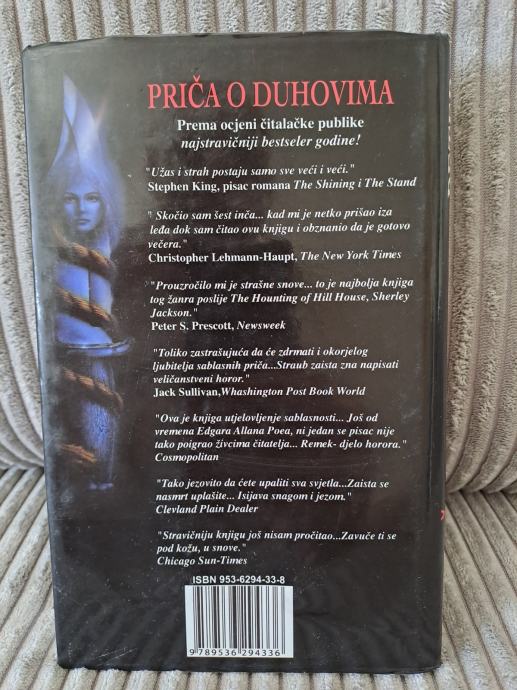 PRIČA O DUHOVIMA
Prema ocjeni čitalačke publike
najstravičniji bestseler godine!
"Užas i strah postaju samo sve veći i veći."
Stephen King, pisac romana The Shining i The Stand
" Skočio sam šest inča... kad mi je netko prišao iza
leđa dok sam čitao ovu knjigu i obznanio da je gotovo
večera."
Christopher Lehmann-Haupt, The New York Times
"Prouzročilo mi je strašne snove... to je najbolja knjiga
tog žanra poslije The Hounting of Hill House, Sherley
Jackson."
Peter S. Prescott, Newsweek
"Toliko zastrašujuća da će zdrmati i okorjelog
ljubitelja sablasnih priča...Straub zaista zna napisati
veličanstveni horor."
Jack Sullivan,Whashington Post Book World
"Ova je knjiga utjelovljenje sablasnosti... Još od
vremena Edgara Allana Poea, ni jedan se pisac nije
tako poigrao živcima čitatelja... Remek- djelo horora."
Cosmopolitan
"Tako jezovito da ćete upaliti sva svjetla...Zaista se
nasmrt uplašite... Isijava snagom i jezom."
Clevland Plain Dealer
"Stravičniju knjigu još nisam pročitao...Zavuče ti se
pod kožu, u snove."
Chicago Sun-Times
ISBN 953-6294-33-8
9 789536 294336